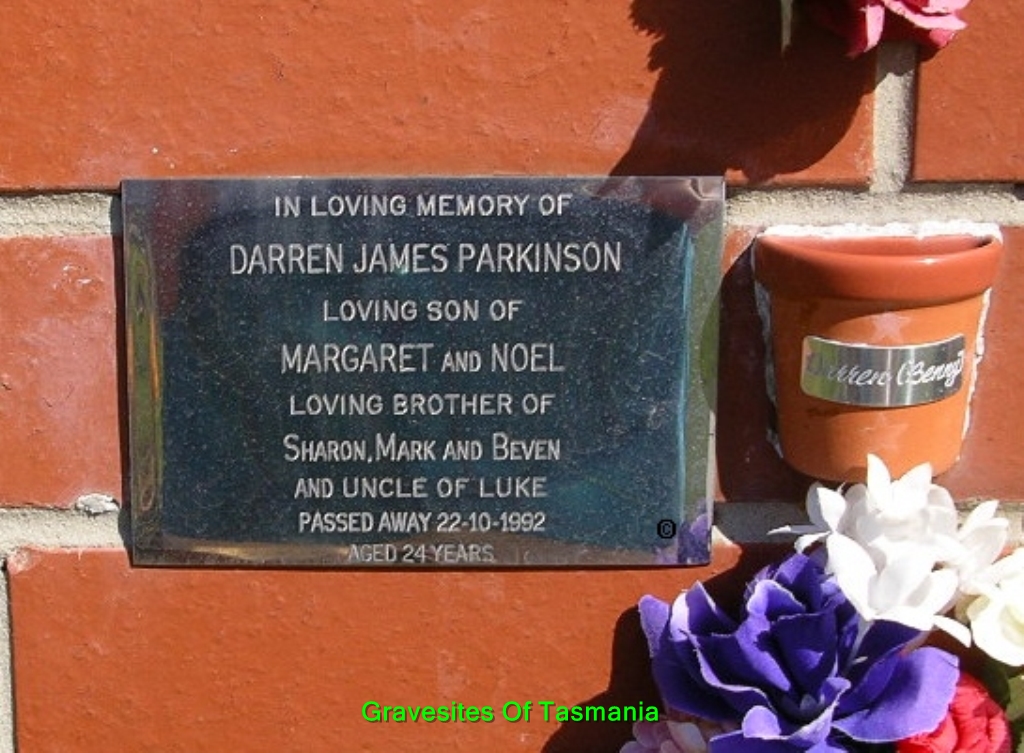 IN LOVING MEMORY OF
DARREN JAMES PARKINSON
LOVING SON OF
MARGARET AND NOEL
LOVING BROTHER OF
SHARON, MARK AND BEVEN
AND UNCLE OF LUKE
PASSED AWAY 22-10-1992
AGED 24 YEARS
©
Darren (Benny)
Gravesites Of Tasmania